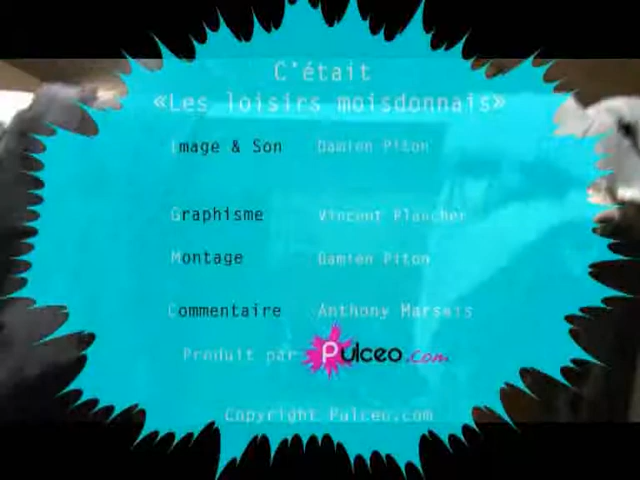 C'était
«Les loisirs moisdonnais»
Image & Son Damien Piton
Graphisme Vincent Plancher
Montage Damien Piton
Commentaire Anthony Marsais
Produit par Pulceo.com
Copyright Pulceo.com